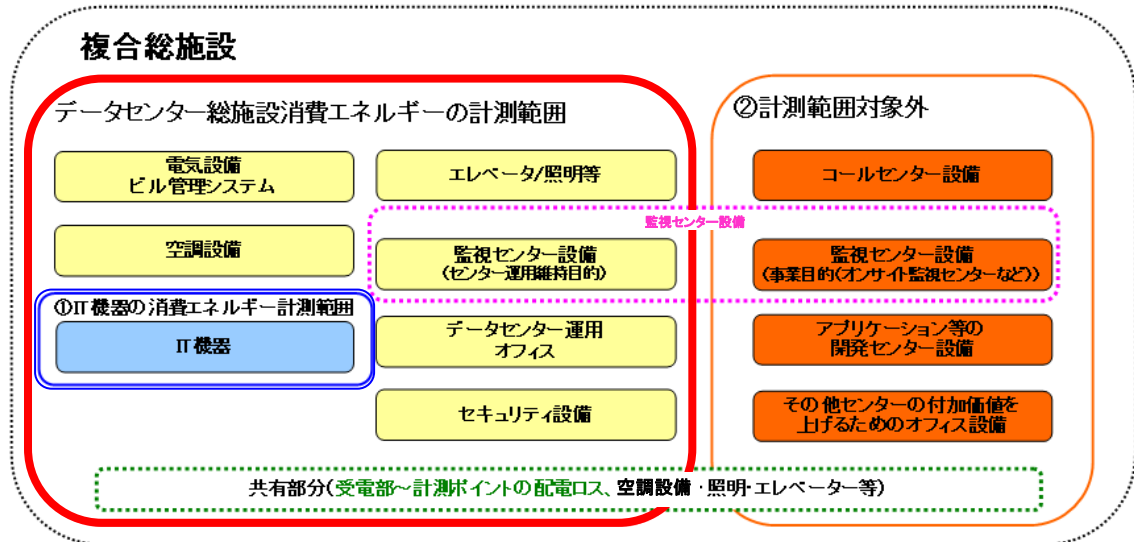 複合総施設
データセンター総施設消費エネルギーの計測範囲
電気設備
ビル管理システム
エレベータ/照明等
空調設備
監視センター設備
(センター運用維持目的)
①IT機器の消費エネルギー計測範囲
IT機器
データセンター運用
オフィス
セキュリティ設備
監視センター設備
②計測範囲対象外
コールセンター設備
監視センター設備
(事業目的(オンサイト監視センターなど))
アプリケーション等の
開発センター設備
その他センターの付加価値を
上げるためのオフィス設備
共有部分(受電部~計測ポイントの配電ロス、空調設備・照明・エレベーター等)